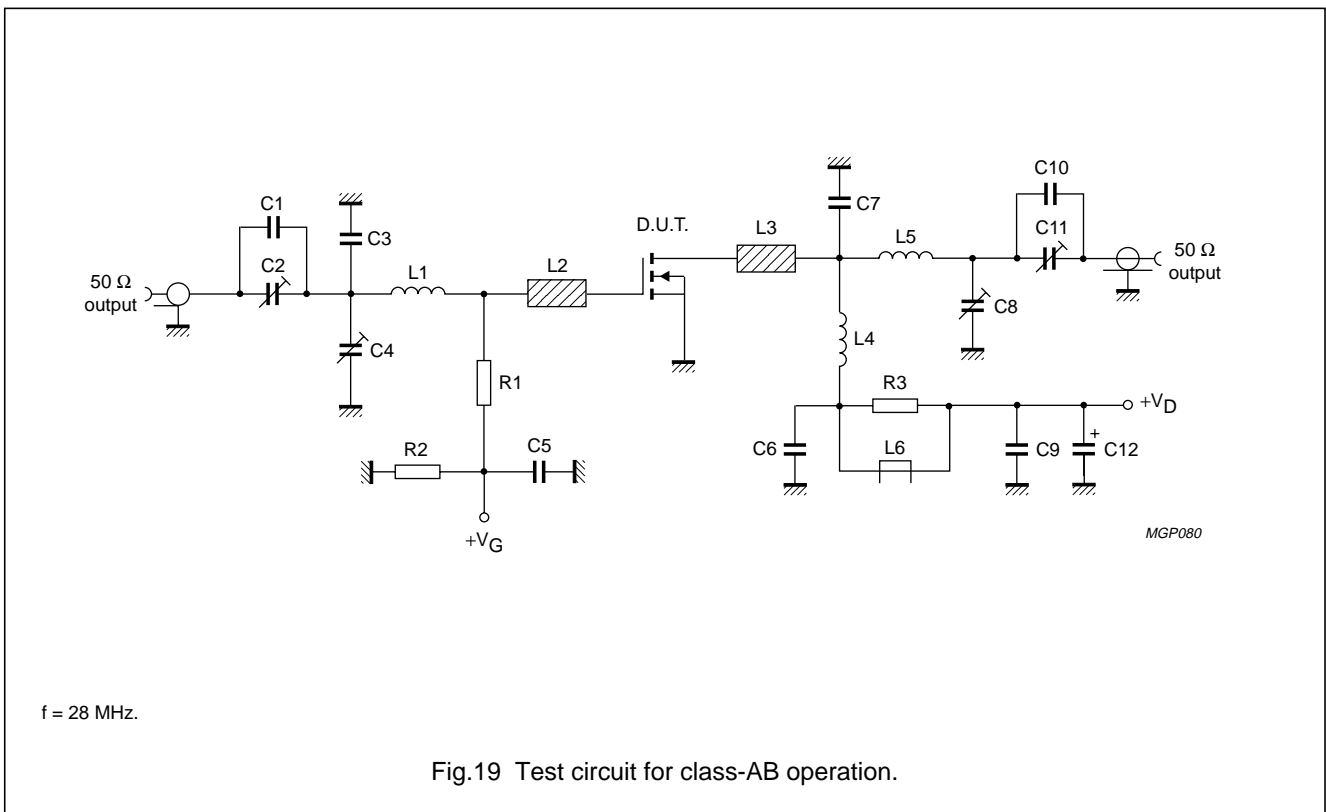 C10
C1
C7
D.U.T.
L3
C11
C3
L5
50 Ω
output
C2
L1
50 Ω
output
L2
C8
C4
L4
R1
R3
+VD
R2
C5
C6
L6
C9
+
C12
+VG
MGP080
f = 28 MHz.
Fig.19 Test circuit for class-AB operation.